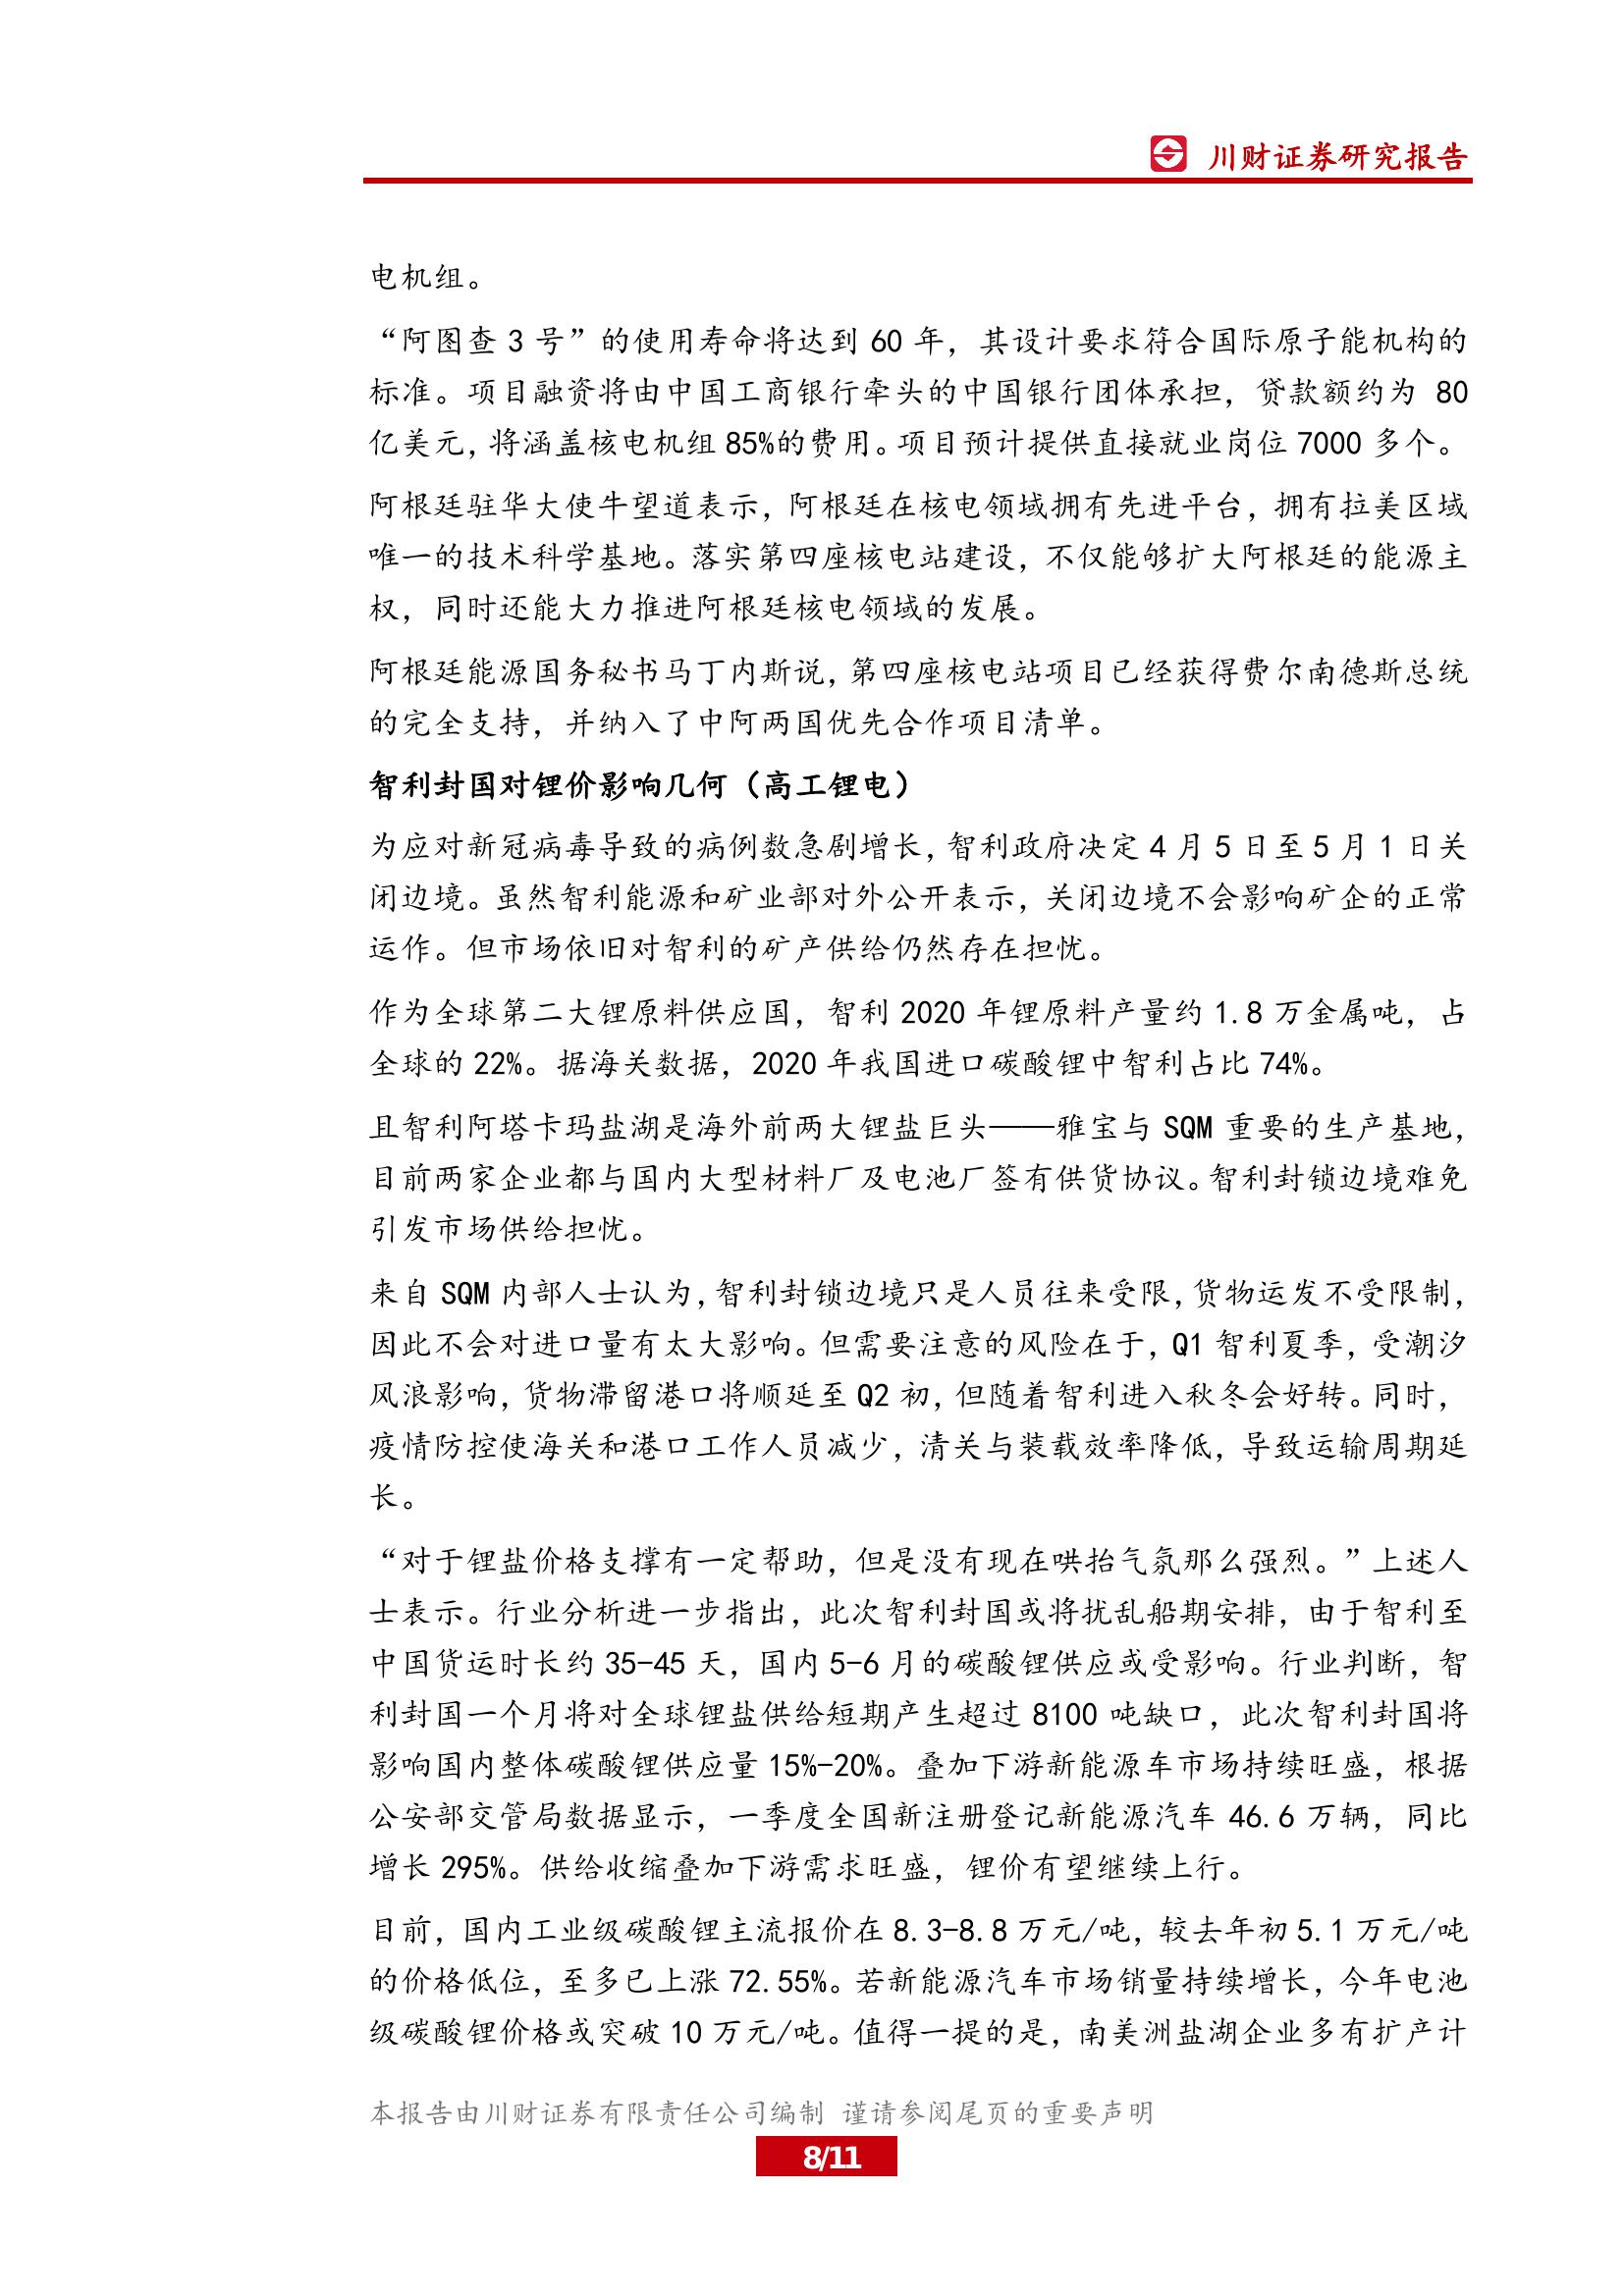 川财证券研究报告
电机组。
“阿图查 3 号”的使用寿命将达到 60 年，其设计要求符合国际原子能机构的
标准。项目融资将由中国工商银行牵头的中国银行团体承担，贷款额约为 80
亿美元，将涵盖核电机组 85%的费用。项目预计提供直接就业岗位 7000 多个。
阿根廷驻华大使牛望道表示，阿根廷在核电领域拥有先进平台，拥有拉美区域
唯一的技术科学基地。落实第四座核电站建设，不仅能够扩大阿根廷的能源主
权，同时还能大力推进阿根廷核电领域的发展。
阿根廷能源国务秘书马丁内斯说，第四座核电站项目已经获得费尔南德斯总统
的完全支持，并纳入了中阿两国优先合作项目清单。
智利封国对锂价影响几何（高工锂电）
为应对新冠病毒导致的病例数急剧增长，智利政府决定 4 月 5 日至 5 月 1 日关
闭边境。虽然智利能源和矿业部对外公开表示，关闭边境不会影响矿企的正常
运作。但市场依旧对智利的矿产供给仍然存在担忧。
作为全球第二大锂原料供应国，智利 2020 年锂原料产量约 1.8 万金属吨，占
全球的 22%。据海关数据，2020 年我国进口碳酸锂中智利占比 74%。
且智利阿塔卡玛盐湖是海外前两大锂盐巨头——雅宝与 SQM 重要的生产基地，
目前两家企业都与国内大型材料厂及电池厂签有供货协议。智利封锁边境难免
引发市场供给担忧。
来自 SQM 内部人士认为，智利封锁边境只是人员往来受限，货物运发不受限制，
因此不会对进口量有太大影响。但需要注意的风险在于，Q1 智利夏季，受潮汐
风浪影响，货物滞留港口将顺延至 Q2 初，但随着智利进入秋冬会好转。同时，
疫情防控使海关和港口工作人员减少，清关与装载效率降低，导致运输周期延
长。
“对于锂盐价格支撑有一定帮助，但是没有现在哄抬气氛那么强烈。”上述人
士表示。行业分析进一步指出，此次智利封国或将扰乱船期安排，由于智利至
中国货运时长约 35-45 天，国内 5-6 月的碳酸锂供应或受影响。行业判断，智
利封国一个月将对全球锂盐供给短期产生超过 8100 吨缺口，此次智利封国将
影响国内整体碳酸锂供应量 15%-20%。叠加下游新能源车市场持续旺盛，根据
公安部交管局数据显示，一季度全国新注册登记新能源汽车 46.6 万辆，同比
增长 295%。供给收缩叠加下游需求旺盛，锂价有望继续上行。
目前，国内工业级碳酸锂主流报价在 8.3-8.8 万元/吨，较去年初 5.1 万元/吨
的价格低位，至多已上涨 72.55%。若新能源汽车市场销量持续增长，今年电池
级碳酸锂价格或突破 10 万元/吨。值得一提的是，南美洲盐湖企业多有扩产计
本报告由川财证券有限责任公司编制 谨请参阅尾页的重要声明
8/11